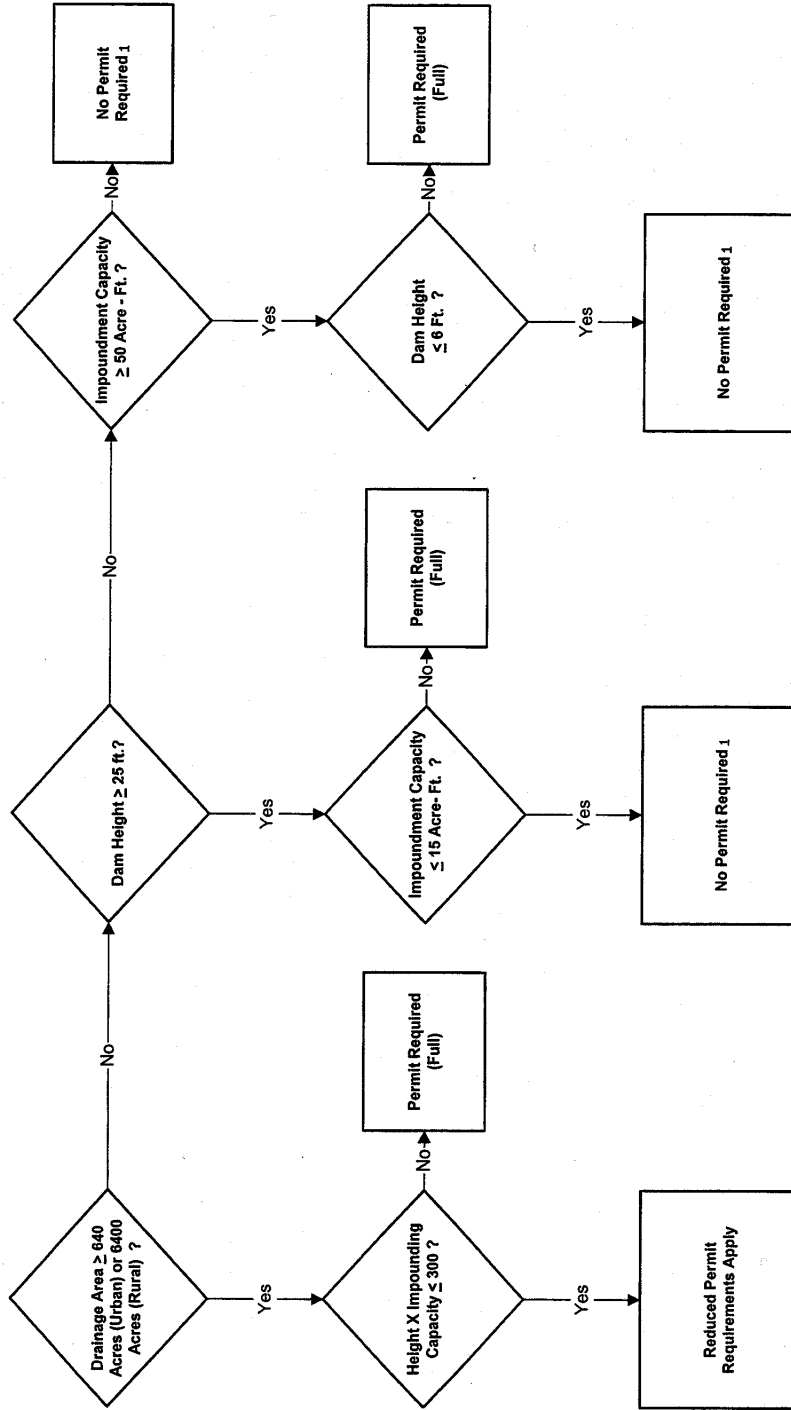 Drainage Area ≥ 640
Acres (Urban) or 6400
Acres (Rural) ?
No
Yes
Height X Impounding
Capacity ≤ 300 ?
No
Permit Required
(Full)
Yes
Reduced Permit
Requirements Apply
Dam Height ≥ 25 ft.?
No
Yes
Impoundment Capacity
≤ 15 Acre- Ft. ?
No
Permit Required
(Full)
Yes
No Permit Required 1
Impoundment Capacity
≥ 50 Acre - Ft. ?
No
No Permit
Required 1
Yes
Dam Height
≤ 6 Ft. ?
No
Permit Required
(Full)
Yes
No Permit Required 1